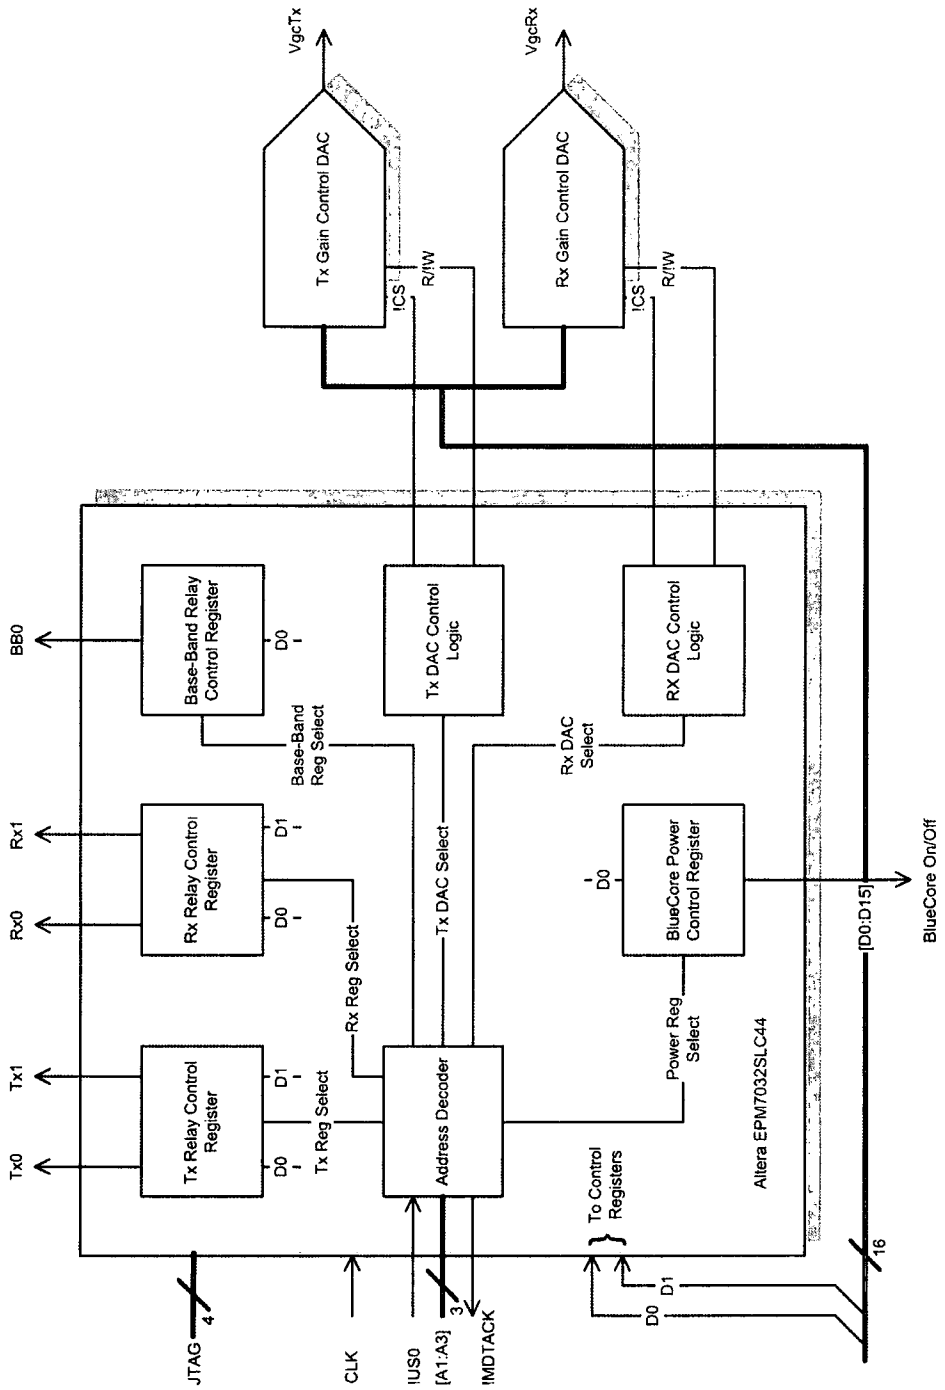 Tx0
Tx1
Rx0
Rx1
BB0
JTAG
4
Tx Relay Control
Register
D0
D1
Rx Relay Control
Register
D0
D1
Base-Band Relay
Control Register
D0
Tx Reg Select
Rx Reg Select
Base-Band
Reg Select
CLK
!US0
[A1:A3]
3
!MDTACK
Address Decoder
Tx DAC Select
Tx DAC Control
Logic
!CS
R/!W
Tx Gain Control DAC
VgcTx
Rx DAC
Select
RX DAC Control
Logic
!CS
R/!W
Rx Gain Control DAC
VgcRx
Power Reg
Select
D0
BlueCore Power
Control Register
To Control
Registers
D0
D1
Altera EPM7032SLC44
16
[D0:D15]
BlueCore On/Off